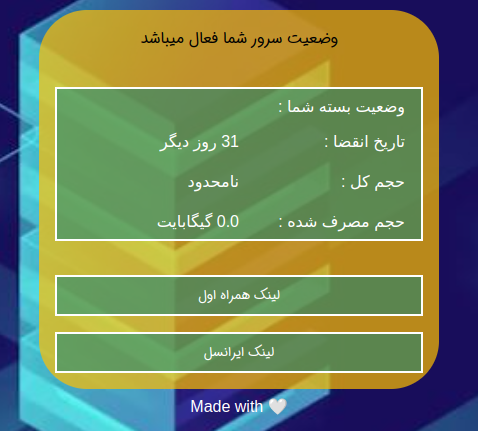 وضعیت سرور شما فعال میباشد
وضعیت بسته شما :
تاریخ انقضا : 31 روز دیگر
حجم کل : نامحدود
حجم مصرف شده : 0.0 گیگابایت
لینک همراه اول
لینک ایرانسل
Made with 🤍